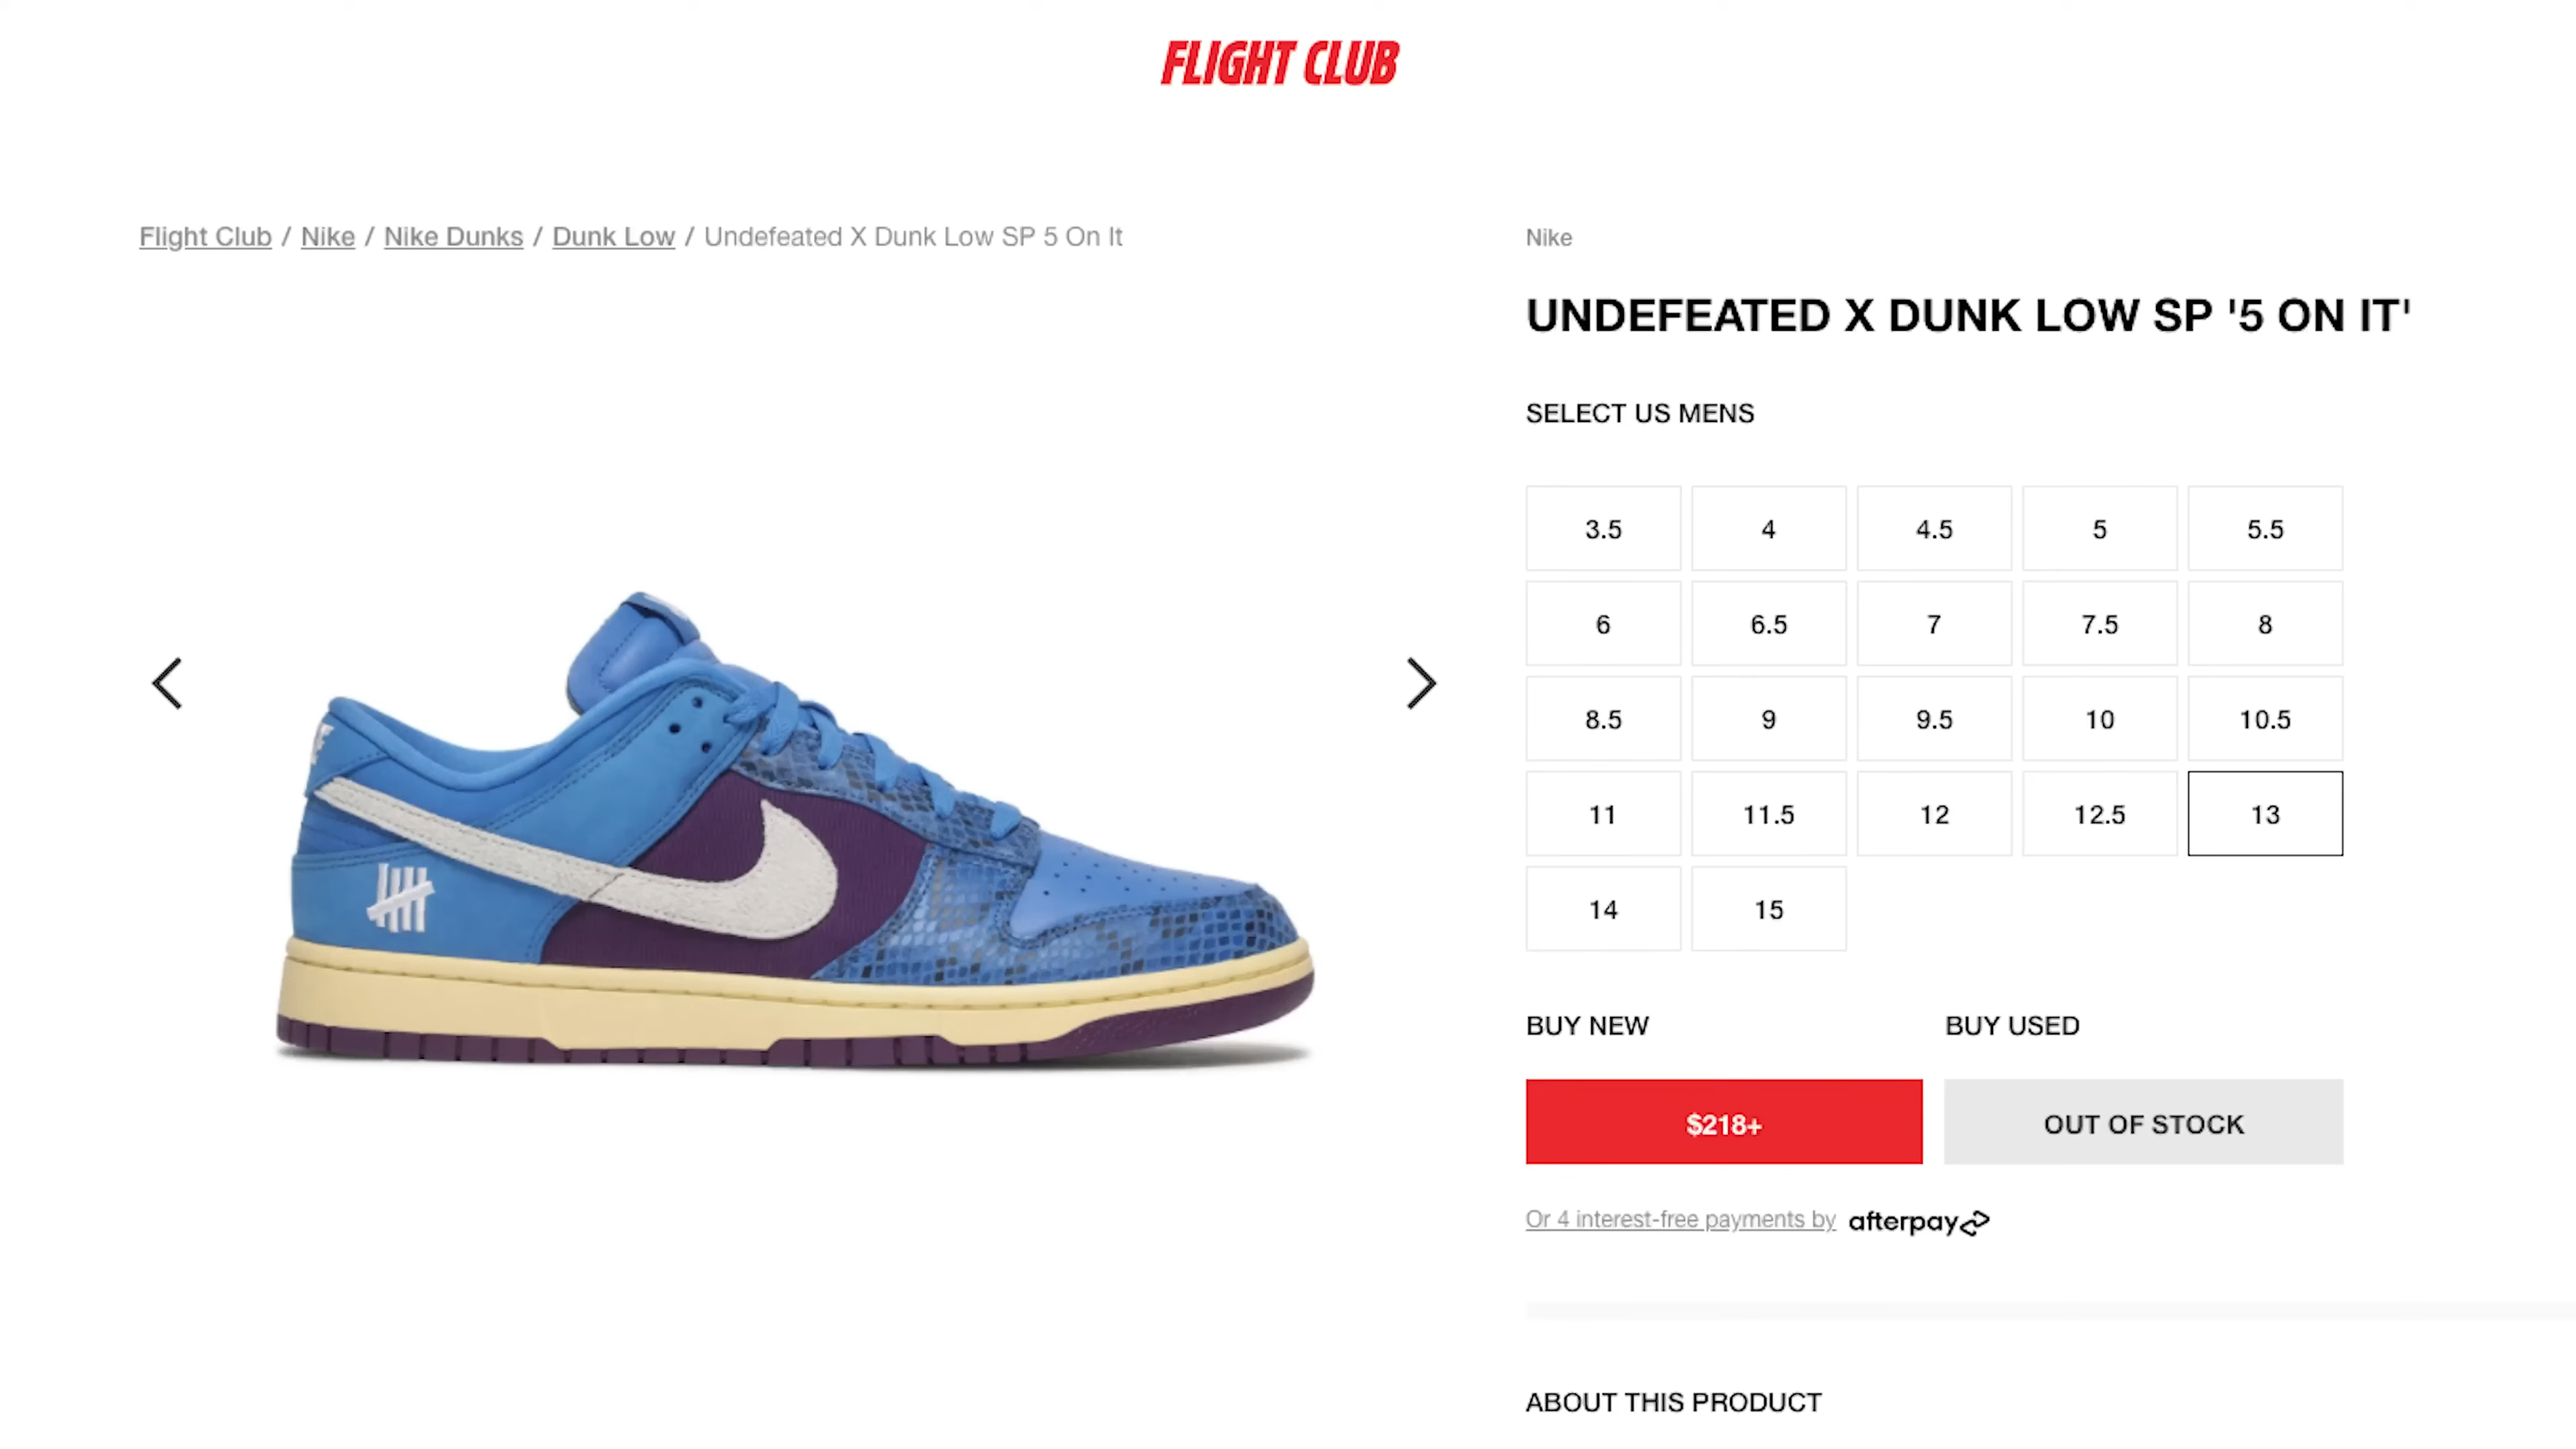 FLIGHT CLUB
Flight Club / Nike / Nike Dunks / Dunk Low / Undefeated X Dunk Low SP 5 On It
Nike
UNDEFEATED X DUNK LOW SP '5 ON IT'
SELECT US MENS
3.5 4 4.5 5 5.5
6 6.5 7 7.5 8
8.5 9 9.5 10 10.5
11 11.5 12 12.5 13
14 15
BUY NEW BUY USED
$218+ OUT OF STOCK
Or 4 interest-free payments by afterpay
ABOUT THIS PRODUCT